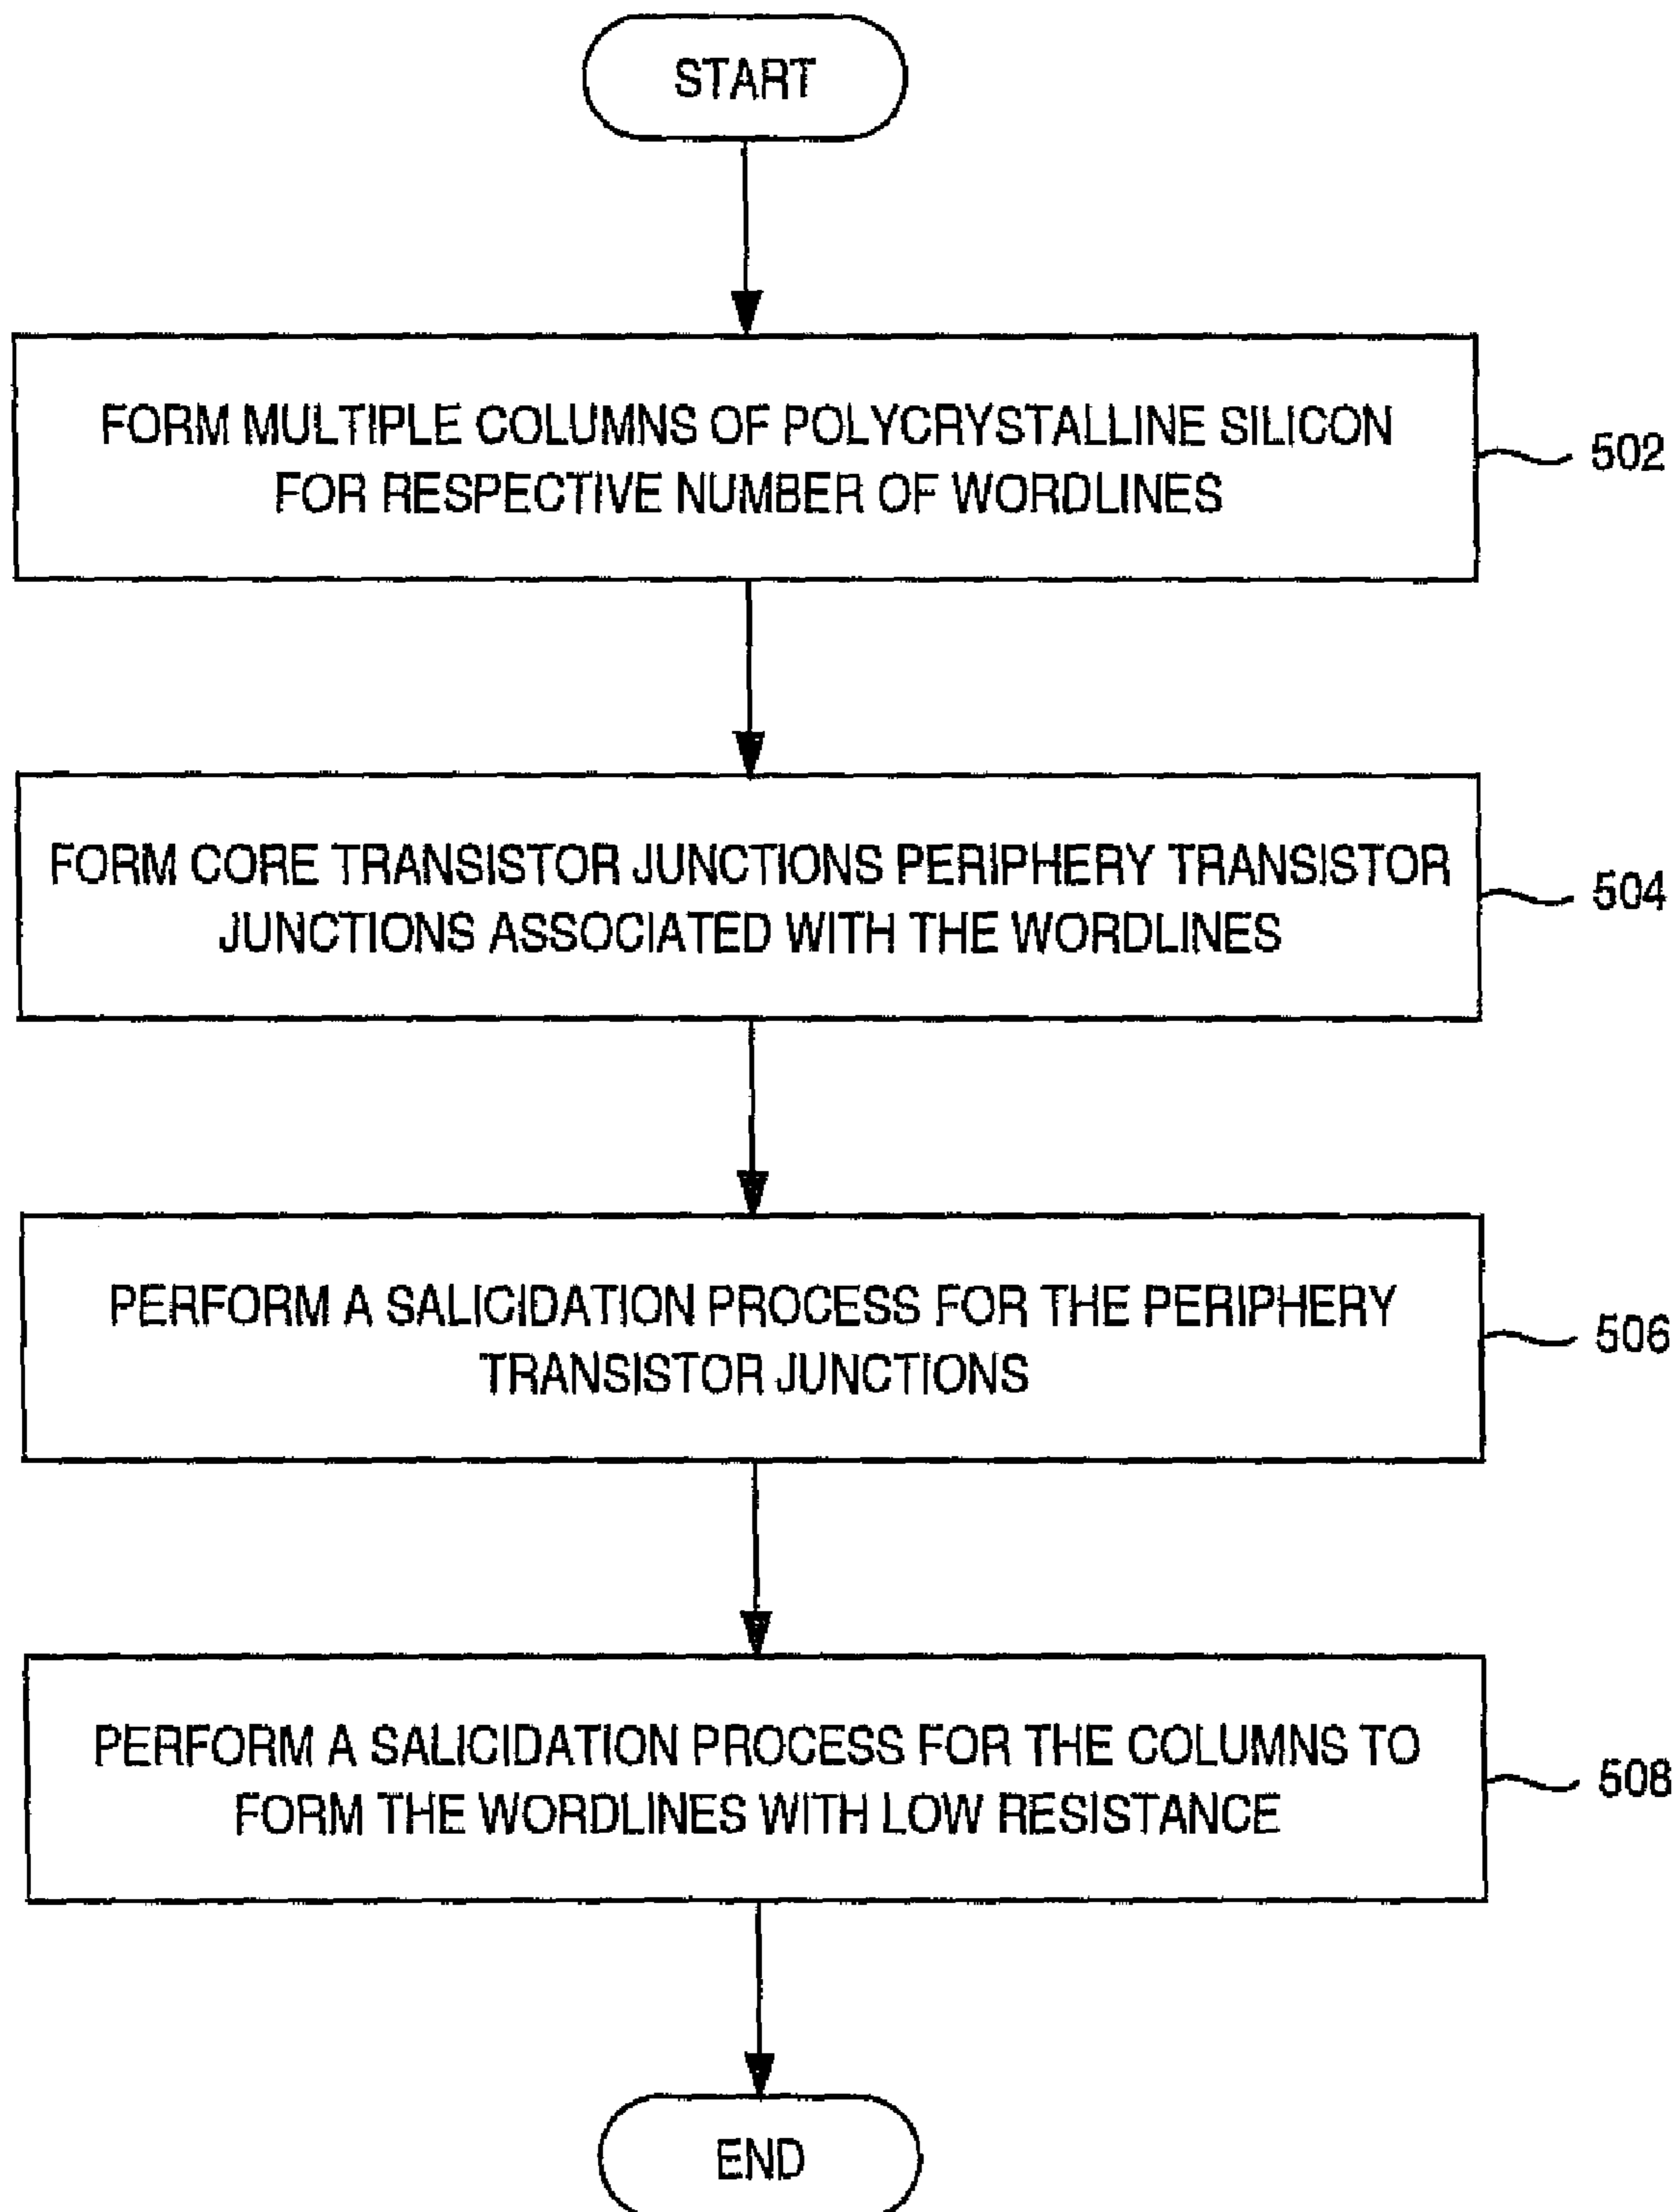 START
FORM MULTIPLE COLUMNS OF POLYCRYSTALLINE SILICON
FOR RESPECTIVE NUMBER OF WORDLINES
502
FORM CORE TRANSISTOR JUNCTIONS PERIPHERY TRANSISTOR
JUNCTIONS ASSOCIATED WITH THE WORDLINES
504
PERFORM A SALICIDATION PROCESS FOR THE PERIPHERY
TRANSISTOR JUNCTIONS
506
PERFORM A SALICIDATION PROCESS FOR THE COLUMNS TO
FORM THE WORDLINES WITH LOW RESISTANCE
508
END